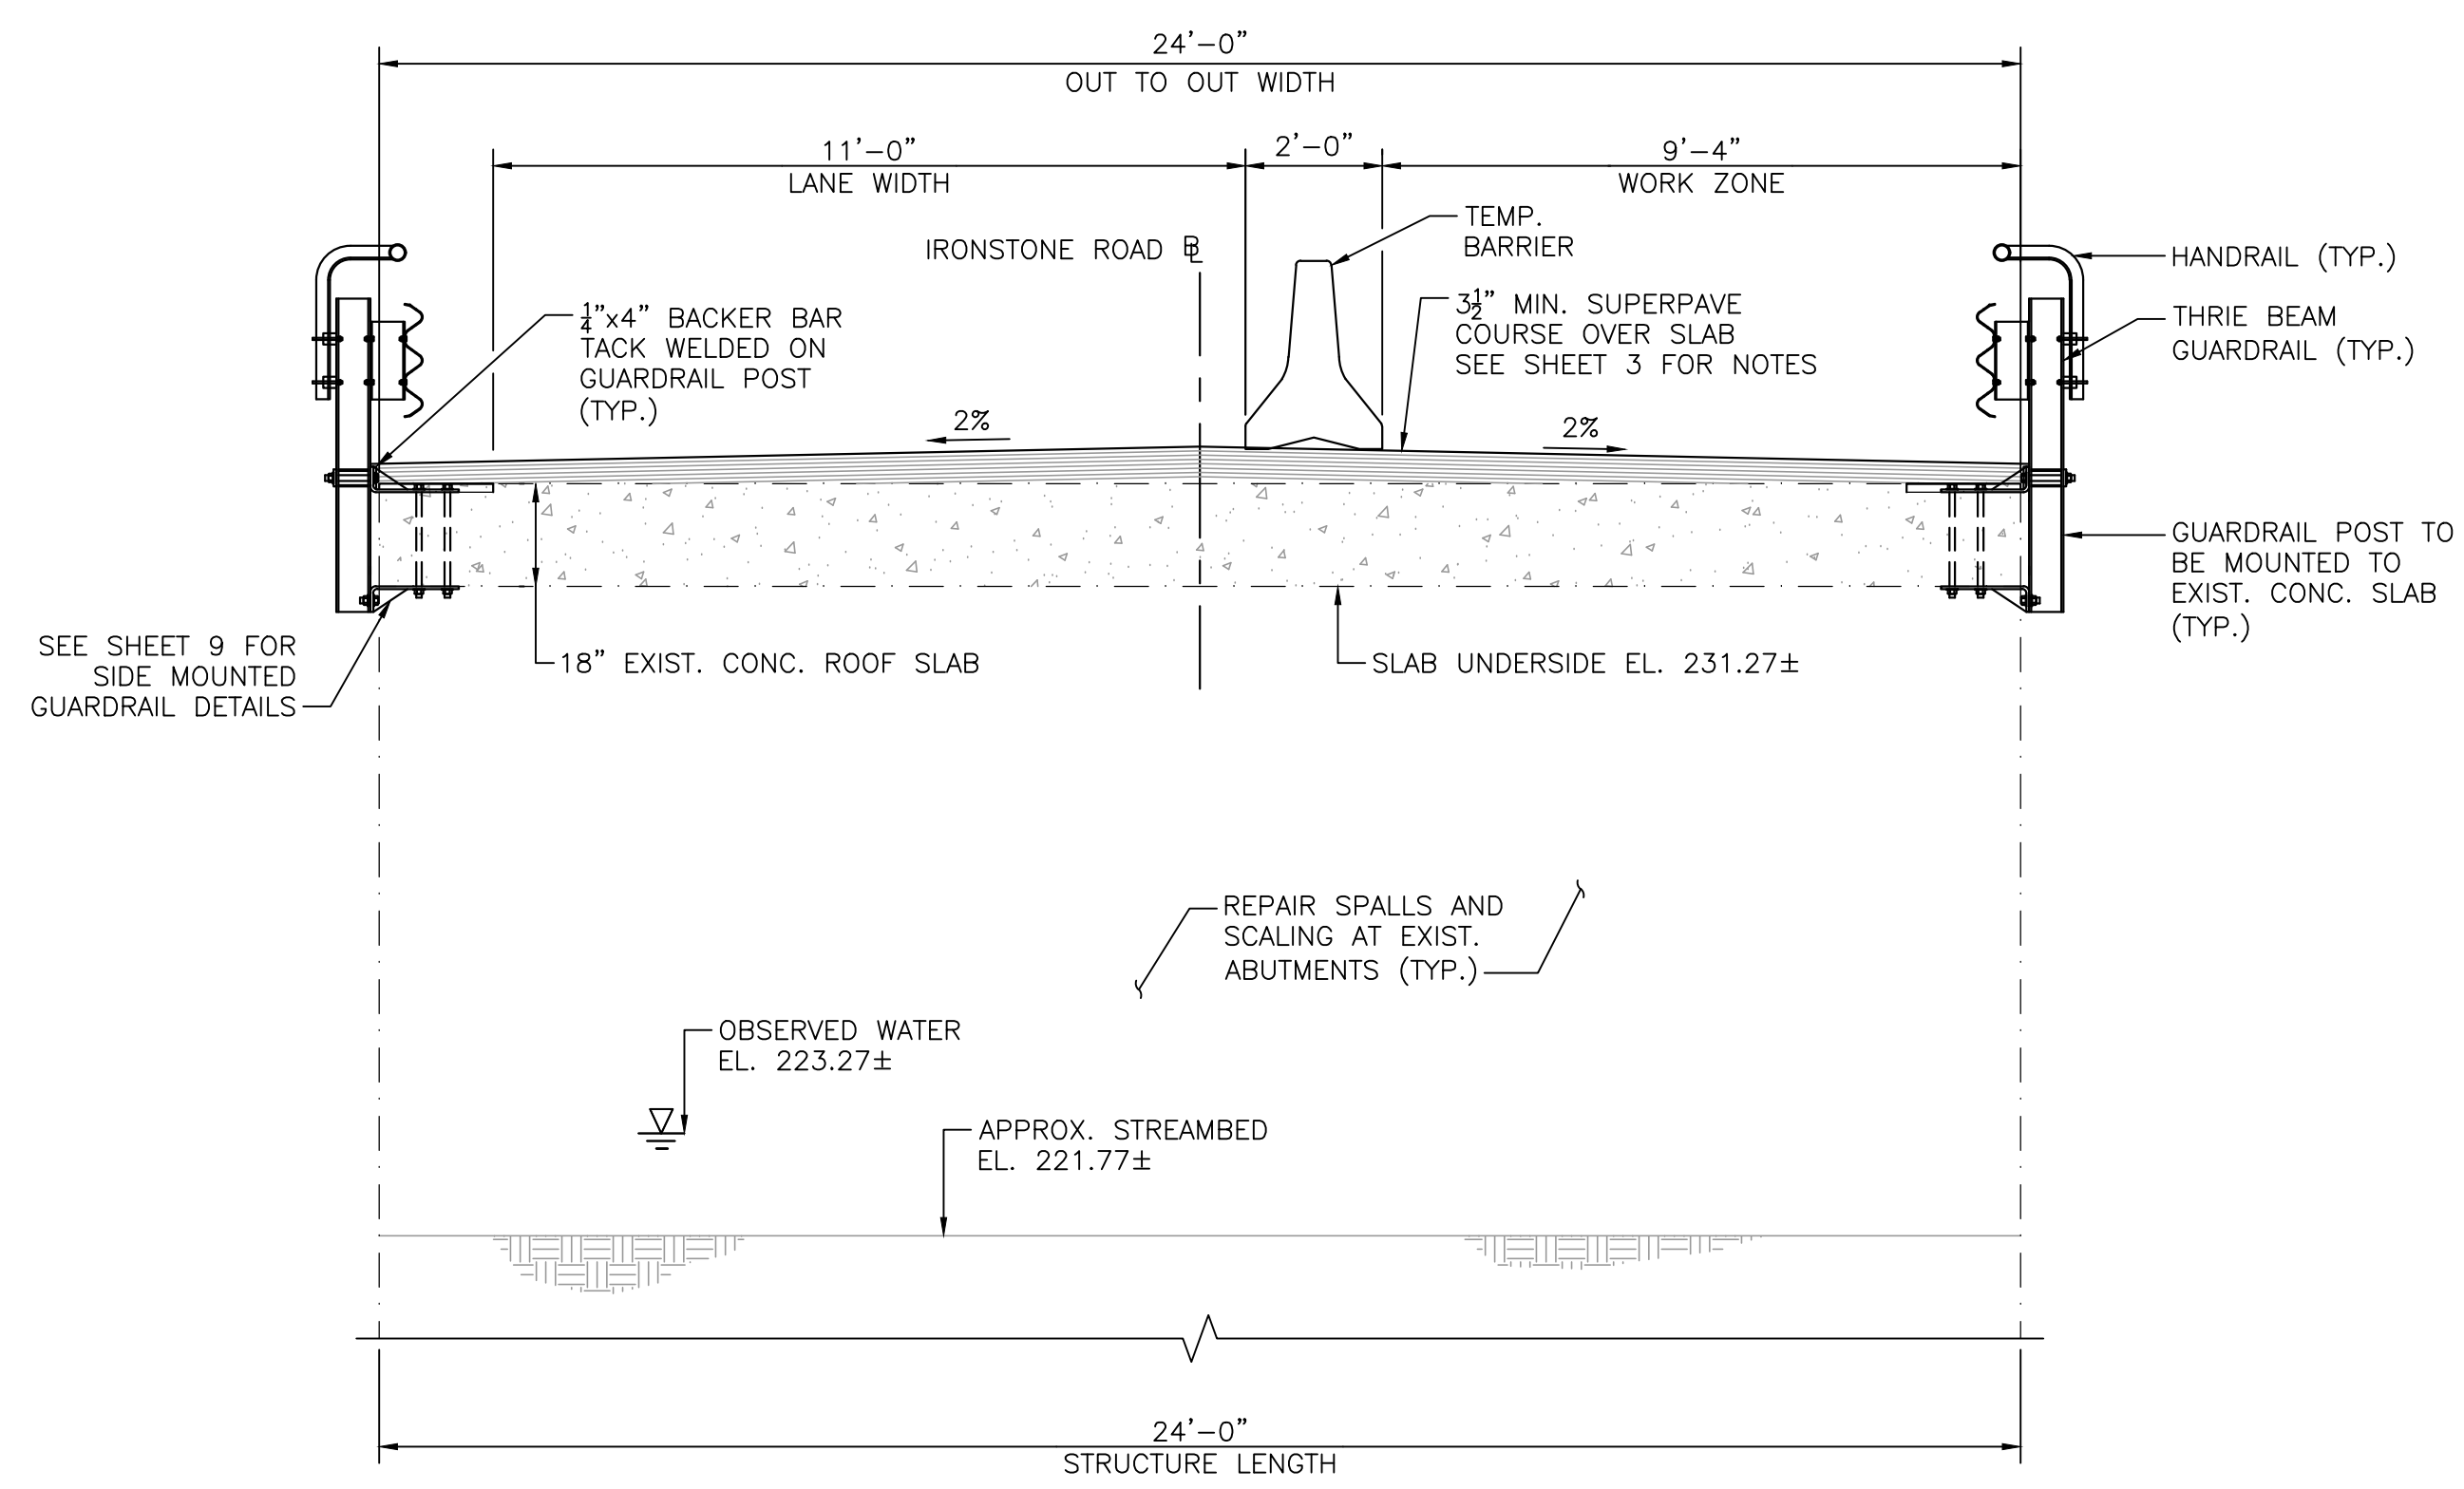 24'-0"
OUT TO OUT WIDTH
11'-0"
LANE WIDTH
2'-0"
9'-4"
WORK ZONE
IRONSTONE ROAD BL
TEMP.
BARRIER
HANDRAIL (TYP.)
1/4"x4" BACKER BAR
TACK WELDED ON
GUARDRAIL POST
(TYP.)
3 1/2" MIN. SUPERPAVE
COURSE OVER SLAB
SEE SHEET 3 FOR NOTES
THRIE BEAM
GUARDRAIL (TYP.)
2%
2%
GUARDRAIL POST TO
BE MOUNTED TO
EXIST. CONC. SLAB
(TYP.)
SEE SHEET 9 FOR
SIDE MOUNTED
GUARDRAIL DETAILS
18" EXIST. CONC. ROOF SLAB
SLAB UNDERSIDE EL. 231.27±
REPAIR SPALLS AND
SCALING AT EXIST.
ABUTMENTS (TYP.)
OBSERVED WATER
EL. 223.27±
APPROX. STREAMBED
EL. 221.77±
24'-0"
STRUCTURE LENGTH